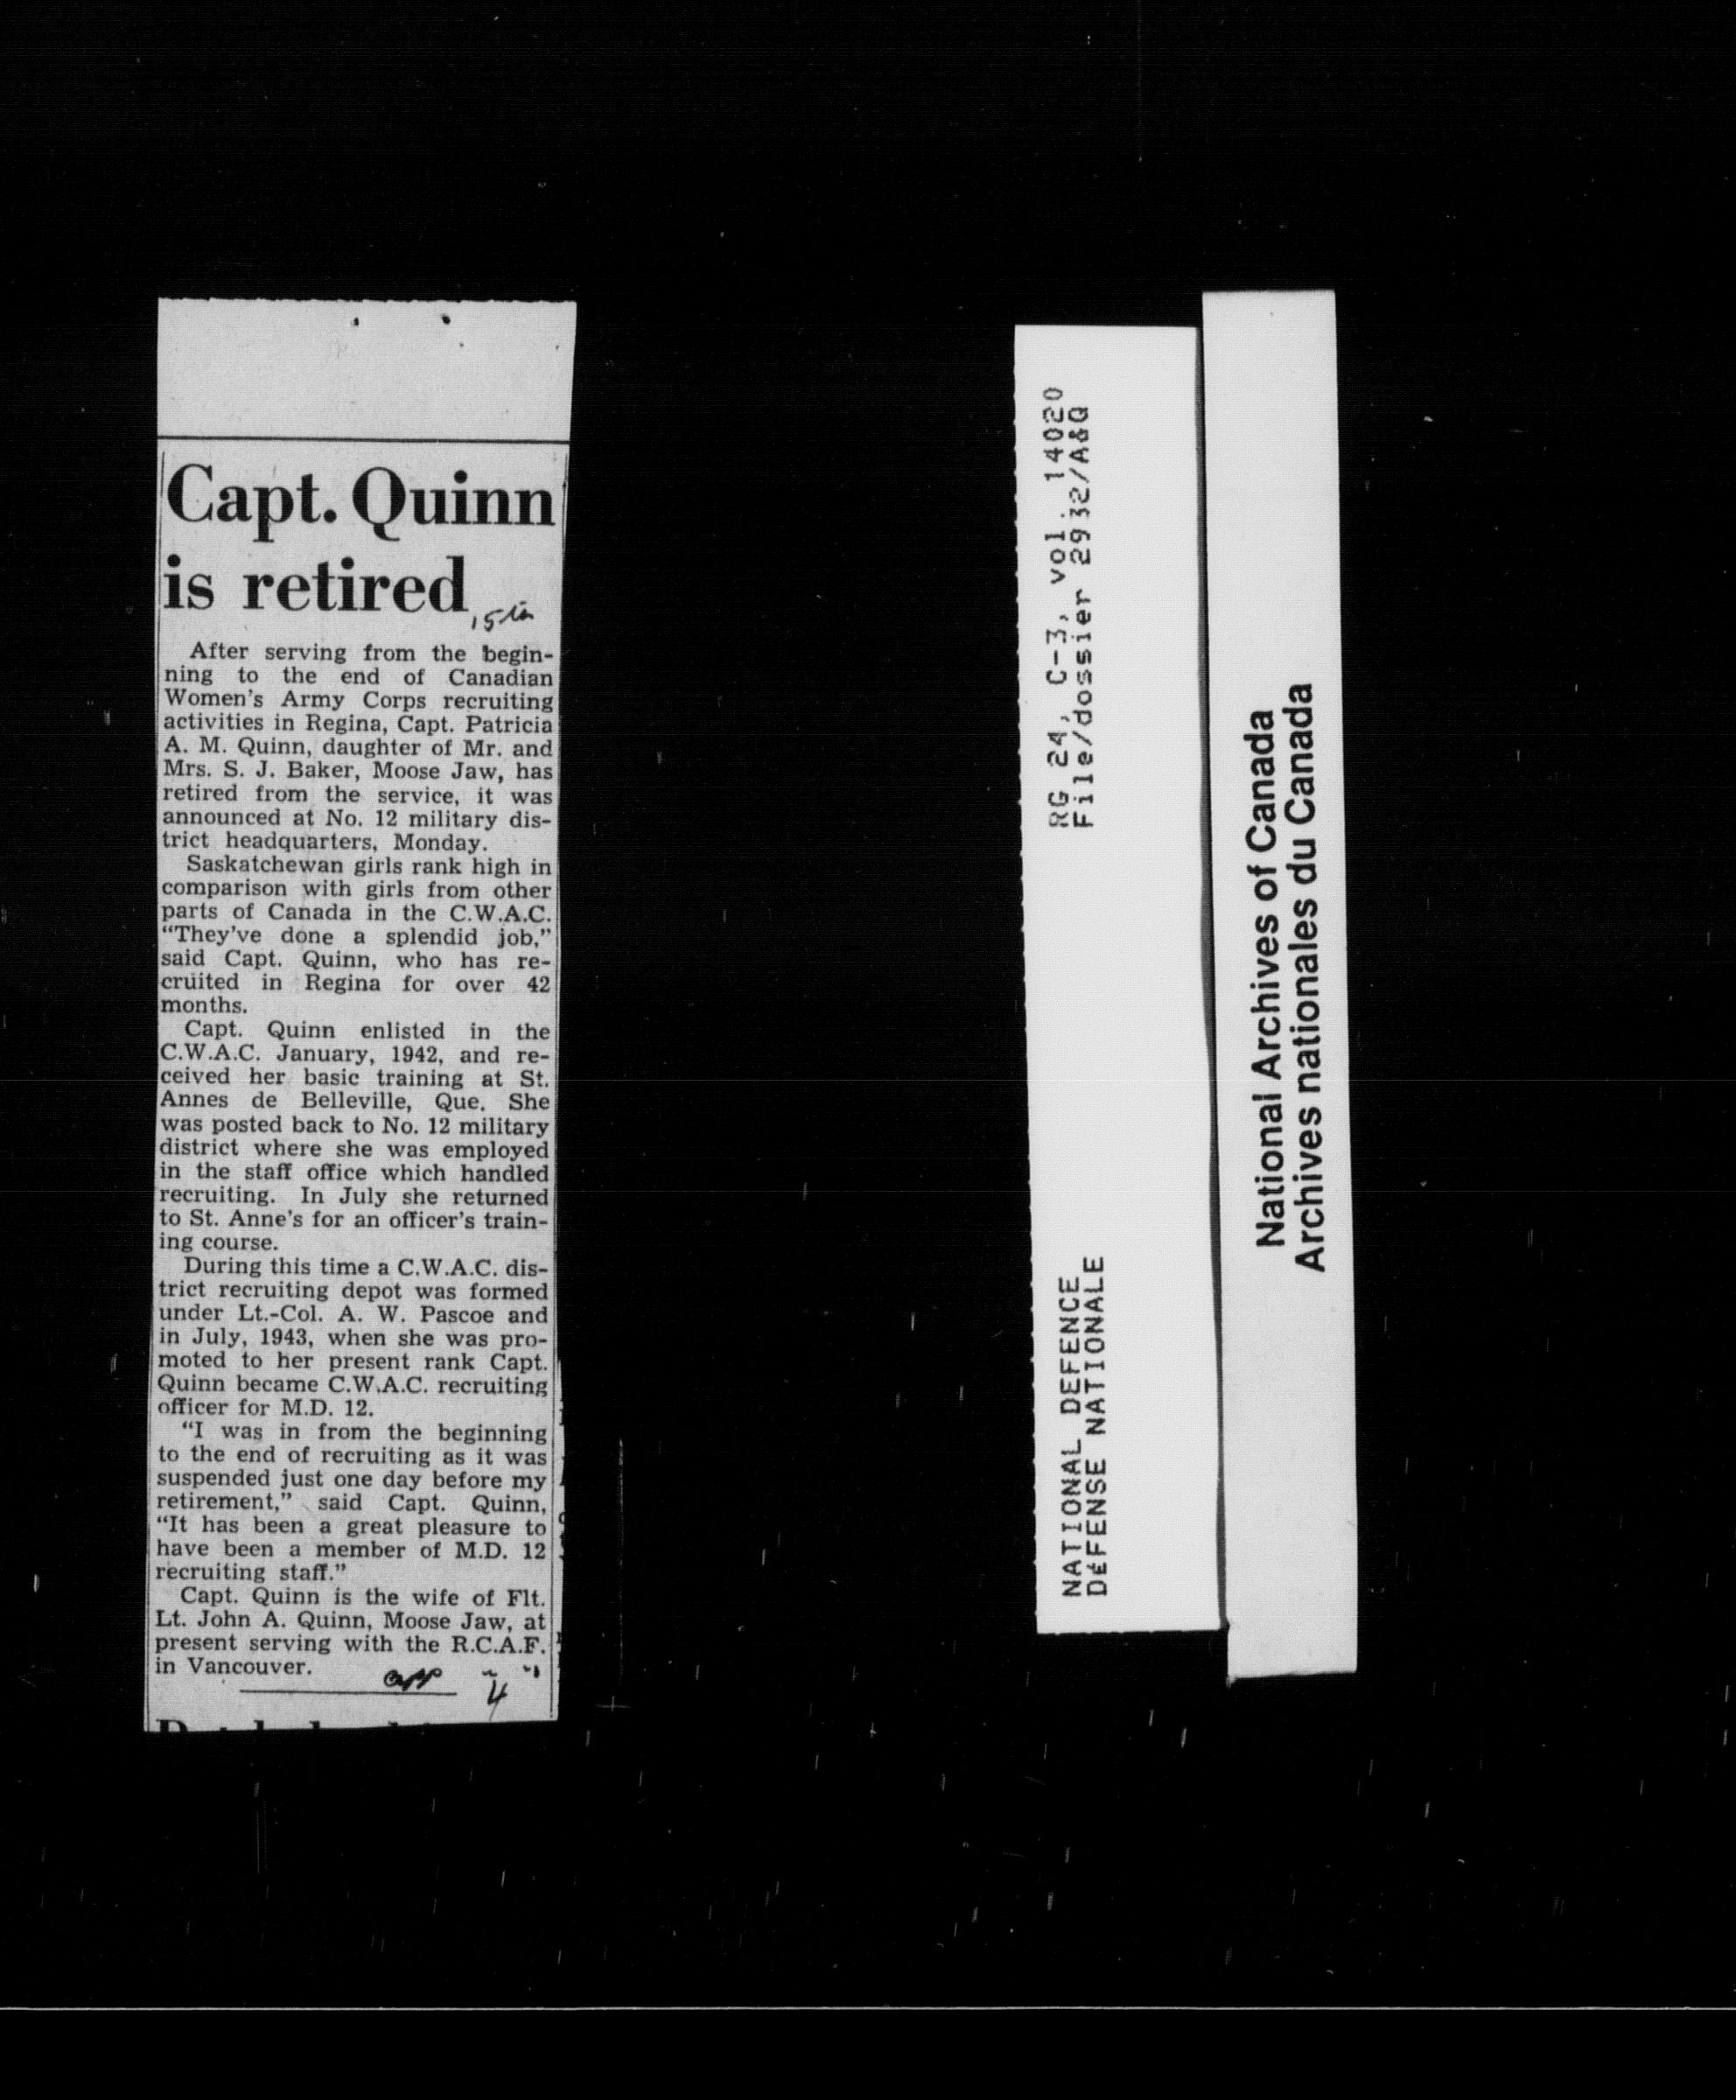 Capt. Quinn
is retired
After serving from the begin-
ning to the end of Canadian
Women's Army Corps recruiting
activities in Regina, Capt. Patricia
A. M. Quinn, daughter of Mr. and
Mrs. S. J. Baker, Moose Jaw, has
retired from the service, it was
announced at No. 12 military dis-
trict headquarters, Monday.
Saskatchewan girls rank high in
comparison with girls from other
parts of Canada in the C.W.A.C.
“They've done a splendid job,”
said Capt. Quinn, who has re-
cruited in Regina for over 42
months.
Capt. Quinn enlisted in the
C.W.A.C. January, 1942, and re-
ceived her basic training at St.
Annes de Belleville, Que. She
was posted back to No. 12 military
district where she was employed
in the staff office which handled
recruiting. In July she returned
to St. Anne's for an officer's train-
ing course.
During this time a C.W.A.C. dis-
trict recruiting depot was formed
under Lt.-Col. A. W. Pascoe and
in July, 1943, when she was pro-
moted to her present rank Capt.
Quinn became C.W.A.C. recruiting
officer for M.D. 12.
“I was in from the beginning
to the end of recruiting as it was
suspended just one day before my
retirement,” said Capt. Quinn,
“It has been a great pleasure to
have been a member of M.D. 12
recruiting staff.”
Capt. Quinn is the wife of Flt.
Lt. John A. Quinn, Moose Jaw, at
present serving with the R.C.A.F.
in Vancouver.
NATIONAL DEFENCE RG 24, C-3, vol. 14020
DéFENSE NATIONALE File/dossier 2932/A&Q
National Archives of Canada
Archives nationales du Canada